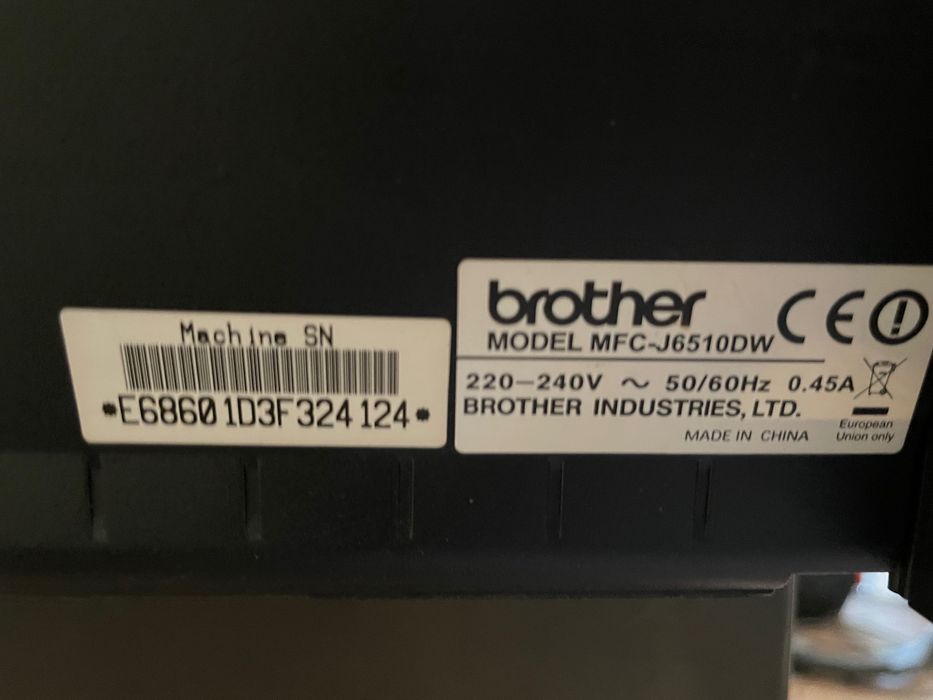 Machine SN
*E68601D3F324124*
brother
MODEL MFC-J6510DW
220–240V ~ 50/60Hz 0.45A
BROTHER INDUSTRIES, LTD.
MADE IN CHINA
European
Union only
CE